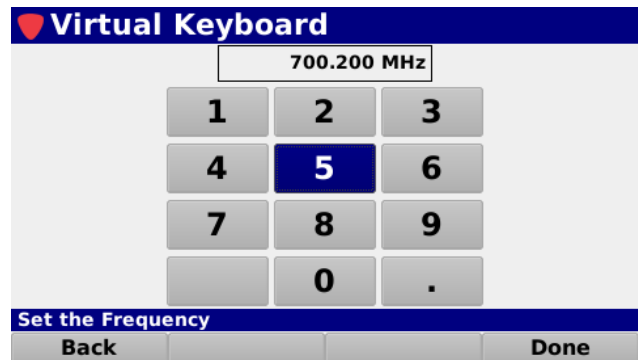 Virtual Keyboard
700.200 MHz
1 2 3
4 5 6
7 8 9
0 .
Set the Frequency
Back Done